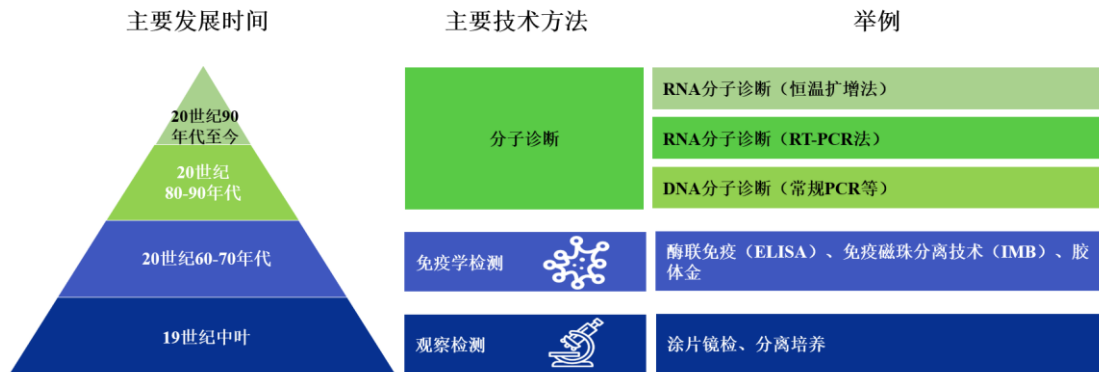 主要发展时间
主要技术方法
举例
20世纪90
年代至今
20世纪
80-90年代
20世纪60-70年代
19世纪中叶
分子诊断
免疫学检测
观察检测
RNA分子诊断（恒温扩增法）
RNA分子诊断（RT-PCR法）
DNA分子诊断（常规PCR等）
酶联免疫（ELISA）、免疫磁珠分离技术（IMB）、胶
体金
涂片镜检、分离培养